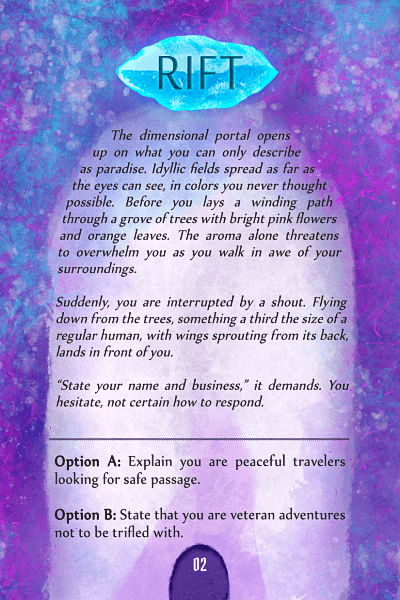 RIFT
The dimensional portal opens
up on what you can only describe
as paradise. Idyllic fields spread as far as
the eyes can see, in colors you never thought
possible. Before you lays a winding path
through a grove of trees with bright pink flowers
and orange leaves. The aroma alone threatens
to overwhelm you as you walk in awe of your
surroundings.
Suddenly, you are interrupted by a shout. Flying
down from the trees, something a third the size of a
regular human, with wings sprouting from its back,
lands in front of you.
“State your name and business,” it demands. You
hesitate, not certain how to respond.
Option A: Explain you are peaceful travelers
looking for safe passage.
Option B: State that you are veteran adventures
not to be trifled with.
02